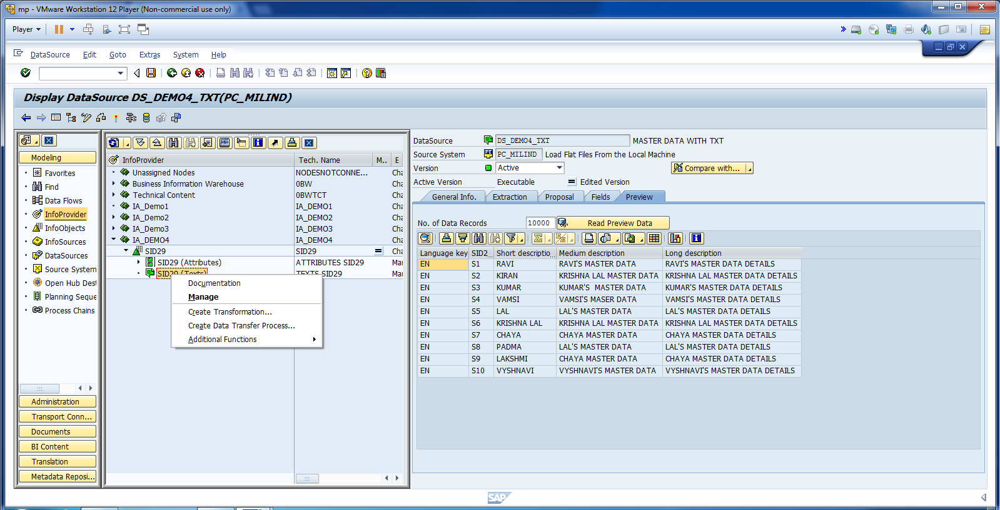 mp - VMware Workstation 12 Player (Non-commercial use only)
Player
DataSource Edit Goto Extras System Help
Display DataSource DS_DEMO4_TXT(PC_MILIND)
Modeling
Favorites
Find
Data Flows
InfoProvider
InfoObjects
InfoSources
DataSources
Source System
Open Hub Dest
Planning Seque
Process Chains
Administration
Transport Conn...
Documents
BI Content
Translation
Metadata Reposi...
InfoProvider Tech. Name M.. E
Unassigned Nodes NODESNOTCONNE... Cha
Business Information Warehouse 0BW Cha
Technical Content 0BWTCT Cha
IA_Demo1 IA_DEMO1 Cha
IA_Demo2 IA_DEMO2 Cha
IA_Demo3 IA_DEMO3 Cha
IA_DEMO4 IA_DEMO4 Cha
SID29 SID29 = Cha
SID29 (Attributes) ATTRIBUTES SID29 Mar
SID29 (Texts) TEXTS SID29 Mar
Documentation
Manage
Create Transformation...
Create Data Transfer Process...
Additional Functions
DataSource DS_DEMO4_TXT MASTER DATA WITH TXT
Source System PC_MILIND Load Flat Files From the Local Machine
Version Active Compare with...
Active Version Executable = Edited Version
General Info. Extraction Proposal Fields Preview
No. of Data Records 10000 Read Preview Data
Language key SID2... Short descriptio... Medium description Long description
EN S1 RAVI RAVI'S MASTER DATA RAVI'S MASTER DATA DETAILS
EN S2 KIRAN KRISHNA LAL MASTER DATA KRISHNA LAL MASTER DATA DETAILS
EN S3 KUMAR KUMAR'S MASTER DATA KUMAR'S MASTER DATA DETAILS
EN S4 VAMSI VAMSI'S MASER DATA VAMSI'S MASTER DATA DETAILS
EN S5 LAL LAL'S MASTER DATA LAL'S MASTER DATA DETAILS
EN S6 KRISHNA LAL KRISHNA LAL MASTER DATA KRISHNA LAL MASTER DATA DETAILS
EN S7 CHAYA CHAYA MASTER DATA CHAYA MASTER DATA DETAILS
EN S8 PADMA LAL'S MASTER DATA LAL'S MASTER DATA DETAILS
EN S9 LAKSHMI CHAYA MASTER DATA CHAYA MASTER DATA DETAILS
EN S10 VYSHNAVI VYSHNAVI'S MASTER DATA VYSHNAVI'S MASTER DATA DETAILS
SAP